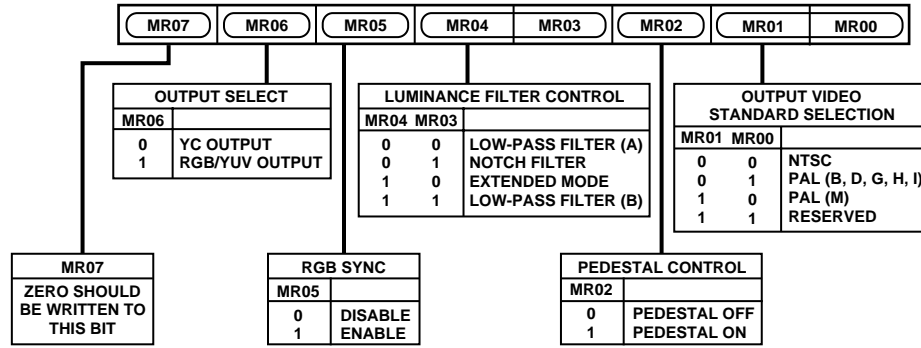 MR07 MR06 MR05 MR04 MR03 MR02 MR01 MR00
OUTPUT SELECT
MR06
0 YC OUTPUT
1 RGB/YUV OUTPUT
LUMINANCE FILTER CONTROL
MR04 MR03
0 0 LOW-PASS FILTER (A)
0 1 NOTCH FILTER
1 0 EXTENDED MODE
1 1 LOW-PASS FILTER (B)
OUTPUT VIDEO
STANDARD SELECTION
MR01 MR00
0 0 NTSC
0 1 PAL (B, D, G, H, I)
1 0 PAL (M)
1 1 RESERVED
MR07
ZERO SHOULD
BE WRITTEN TO
THIS BIT
RGB SYNC
MR05
0 DISABLE
1 ENABLE
PEDESTAL CONTROL
MR02
0 PEDESTAL OFF
1 PEDESTAL ON